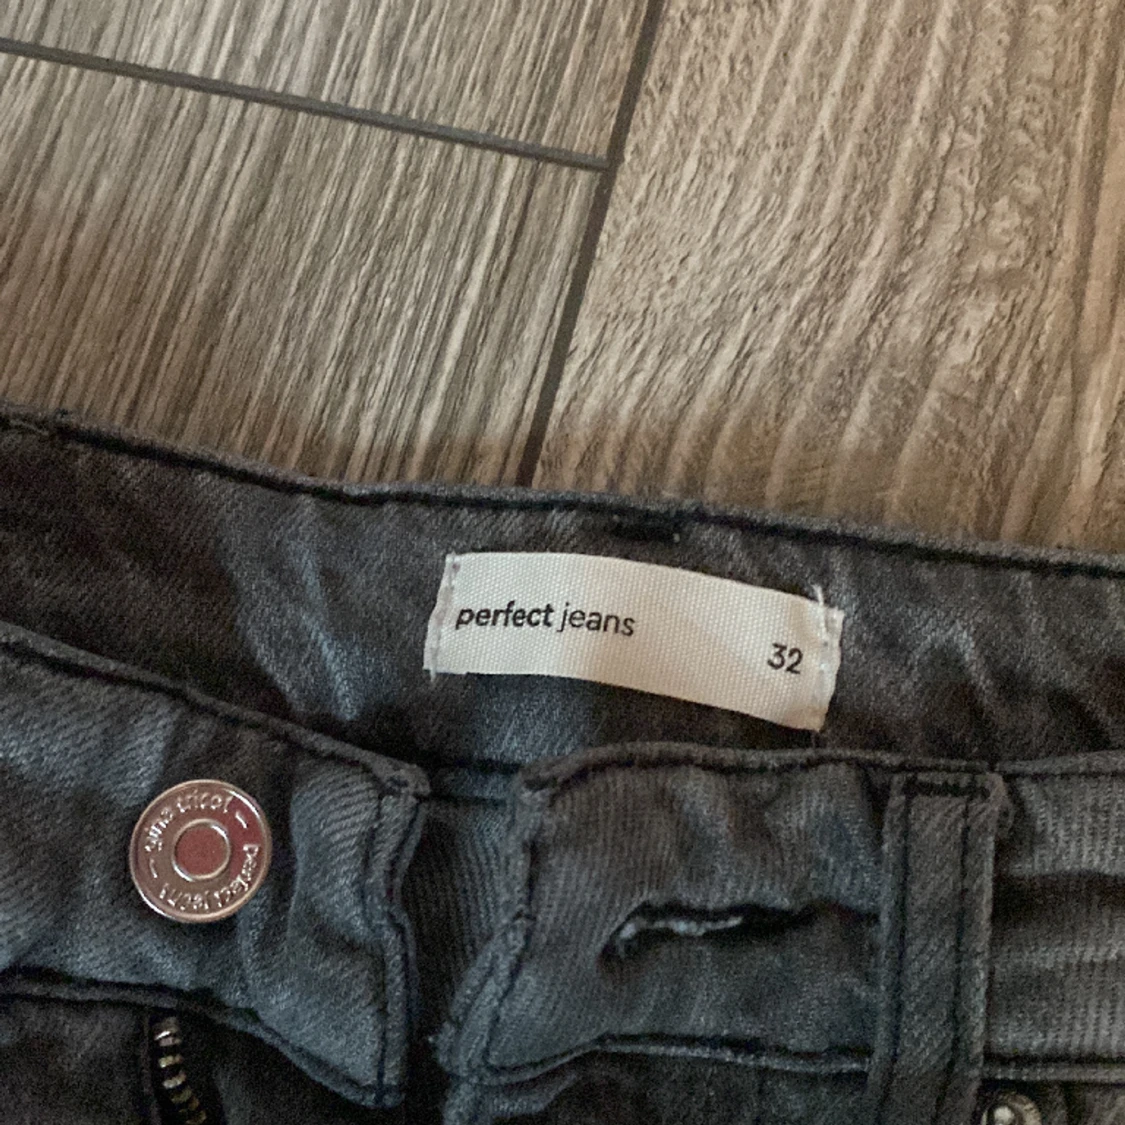 perfect jeans
32
gina tricot
perfect jeans